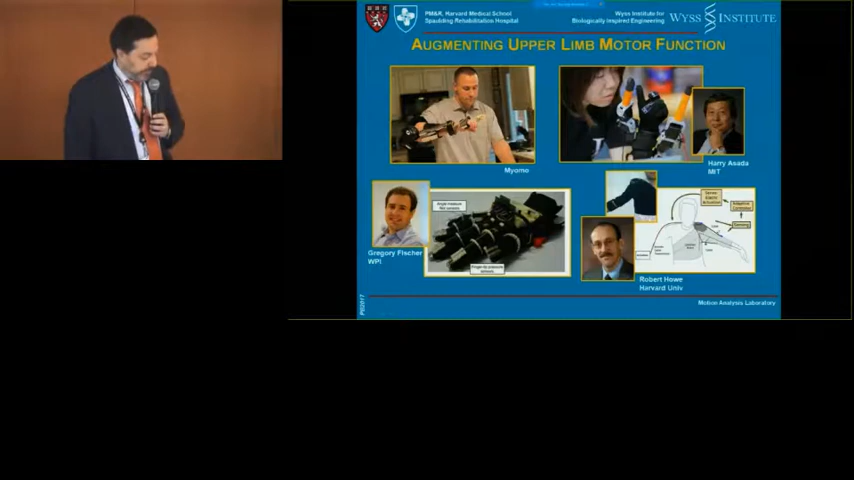 PM&R, Harvard Medical School
Spaulding Rehabilitation Hospital
Wyss Institute for
Biologically Inspired Engineering
WYSS INSTITUTE
AUGMENTING UPPER LIMB MOTOR FUNCTION
Myomo
Harry Asada
MIT
Gregory Fischer
WPI
Robert Howe
Harvard Univ
Motion Analysis Laboratory